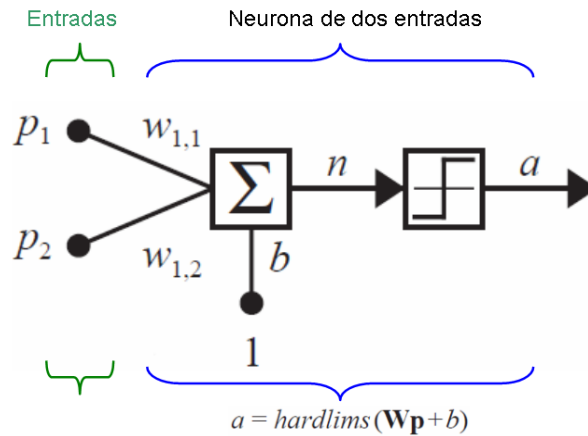 Entradas
Neurona de dos entradas
p1
w1,1
Σ
n
a
p2
w1,2
b
1
a = hardlims(Wp+b)